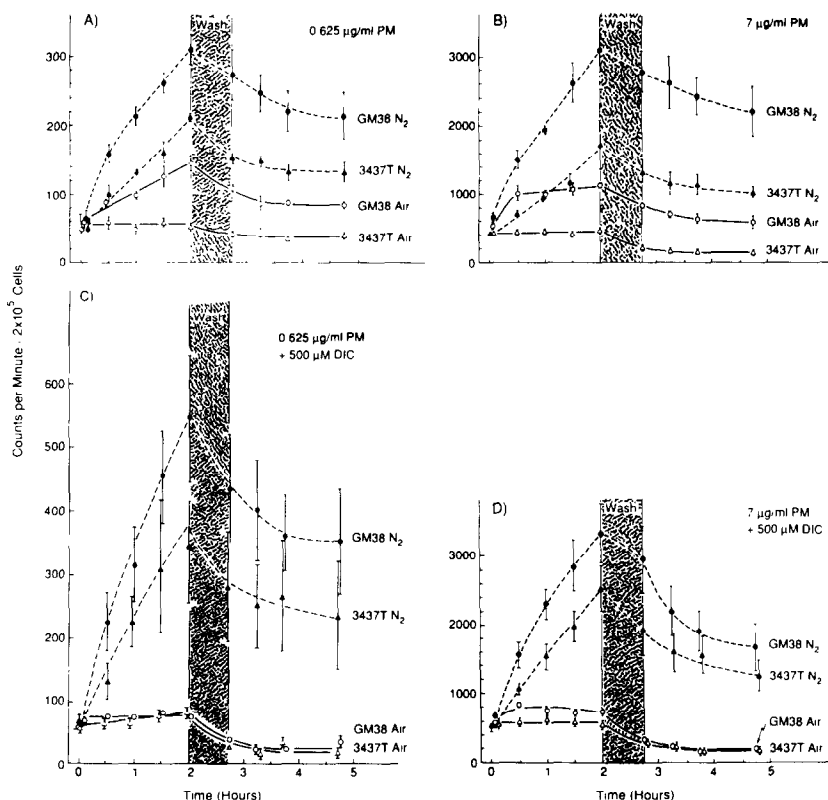 A)
0 625 µg/ml PM
Wash
300
200
100
0
GM38 N2
3437T N2
GM38 Air
3437T Air
B)
7 µg/ml PM
Wash
3000
2000
1000
0
GM38 N2
3437T N2
GM38 Air
3437T Air
Counts per Minute · 2x10^5 Cells
C)
0 625 µg/ml PM
+ 500 µM DIC
Wash
600
500
400
300
200
100
0
GM38 N2
3437T N2
GM38 Air
3437T Air
0 1 2 3 4 5
Time (Hours)
D)
7 µg/ml PM
+ 500 µM DIC
Wash
3000
2000
1000
0
GM38 N2
3437T N2
GM38 Air
3437T Air
0 1 2 3 4 5
Time (Hours)